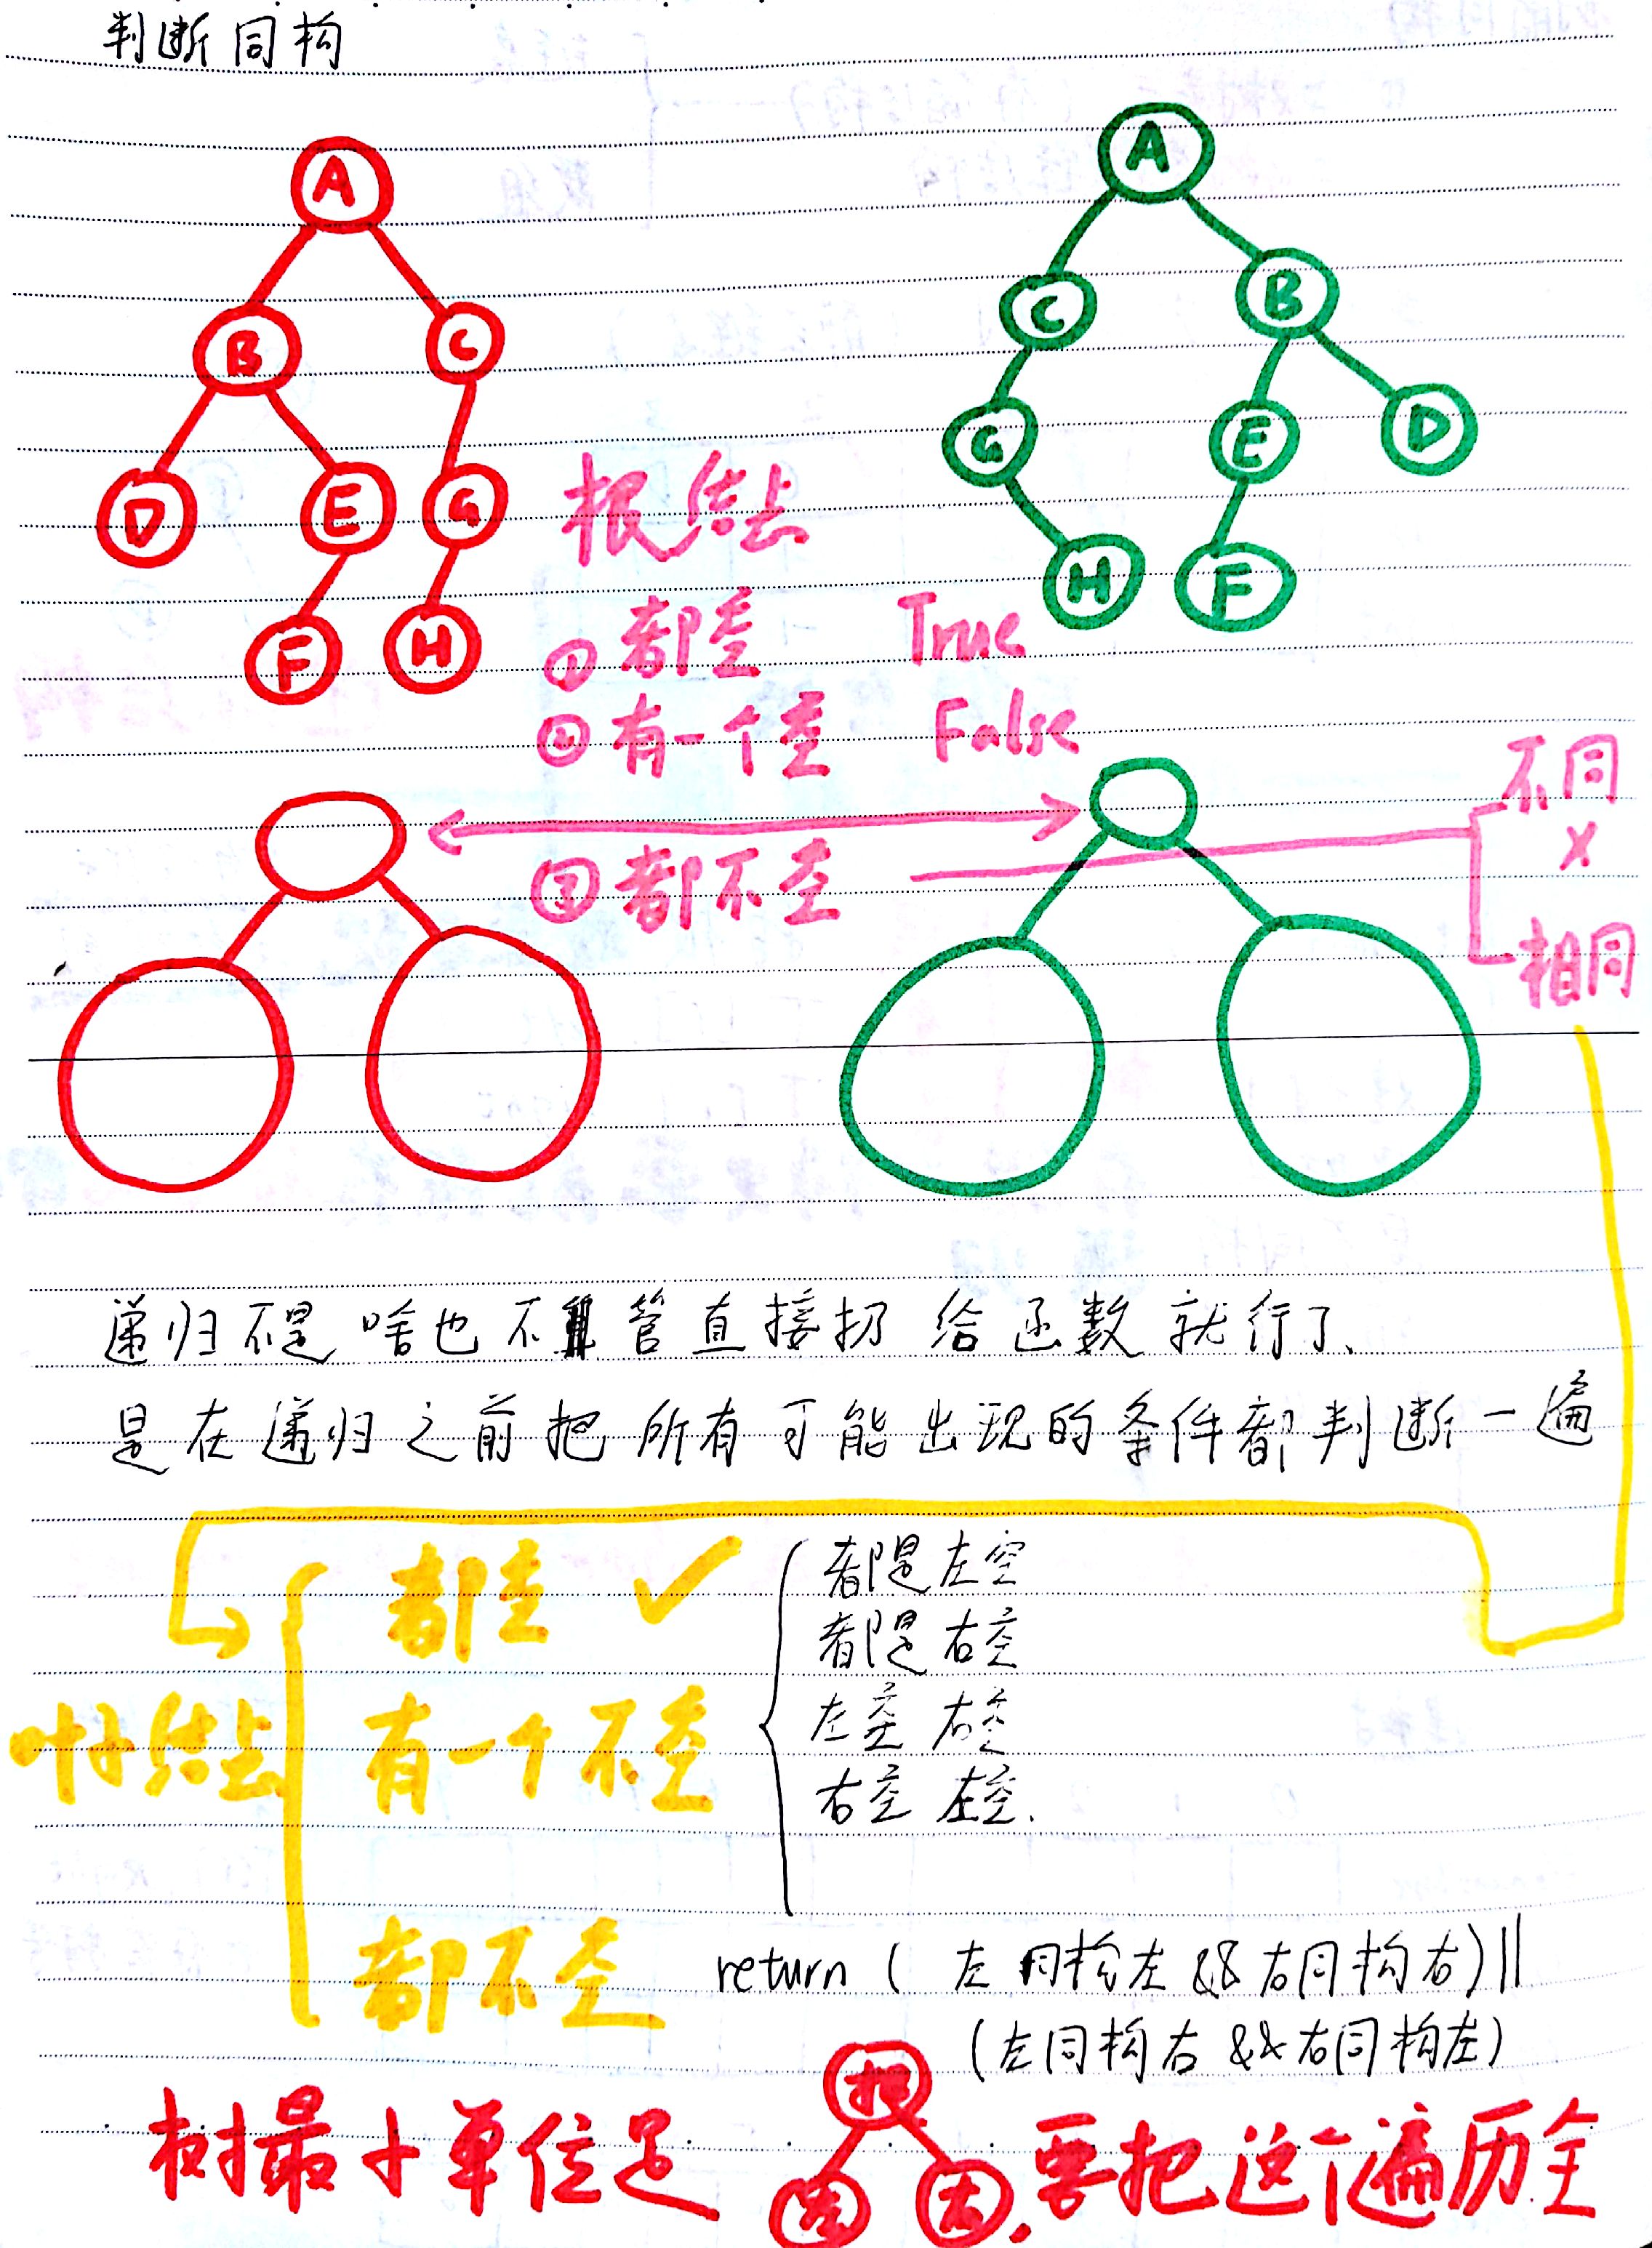 判断同构
A
A
B
C
C
B
D
E
G
G
E
D
F
H
H
F
根结点
① 都空 True
② 有一个空 False
③ 都不空
不同
×
相同
递归不是啥也不管直接扔给函数就行了、
是在递归之前把所有可能出现的条件都判断一遍
叶子结点
都空 ✓
有一个不空
都是左空
都是右空
左空 右空
右空 左空.
都不空
return ( 左同构左 && 右同构右) ||
(左同构右 && 右同构左)
树最小单位是
根
左
右
. 要把这个遍历全